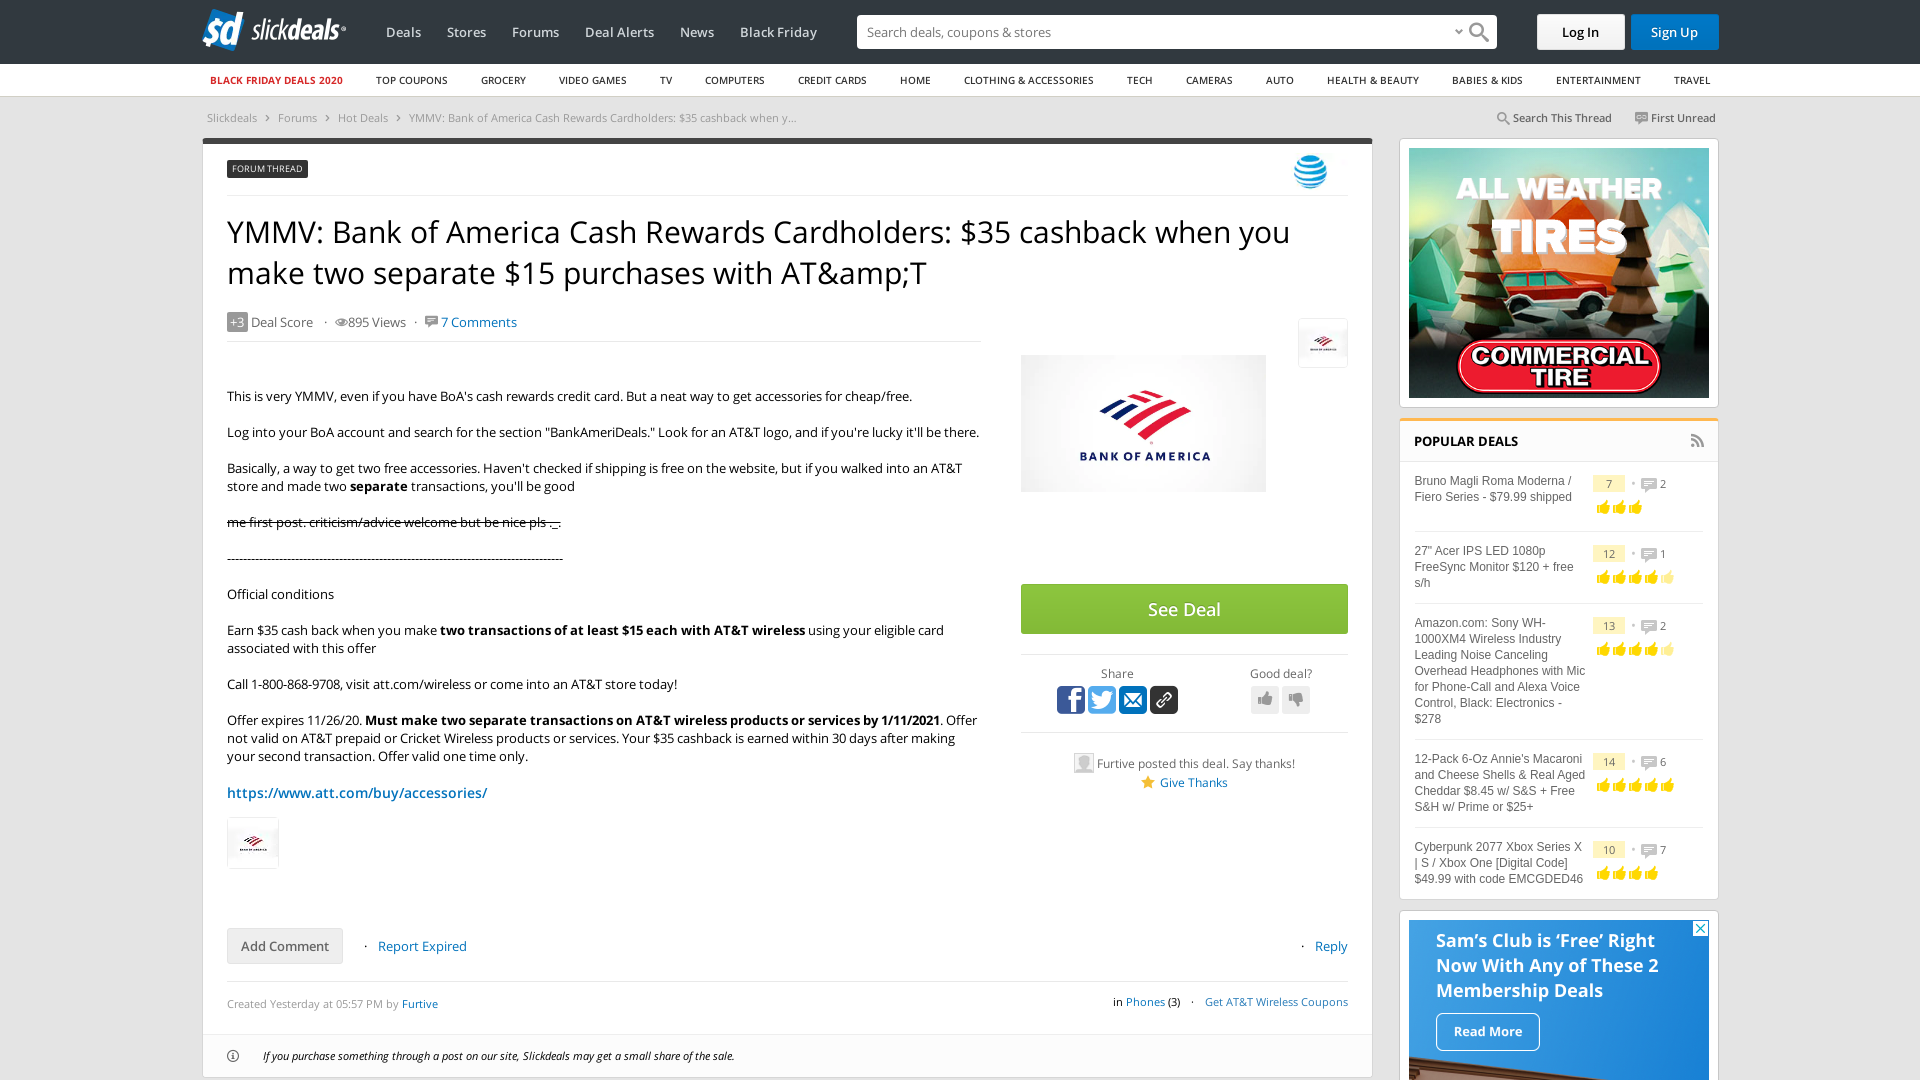 sd slickdeals
Deals
Stores
Forums
Deal Alerts
News
Black Friday
Search deals, coupons & stores
Log In
Sign Up
BLACK FRIDAY DEALS 2020
TOP COUPONS
GROCERY
VIDEO GAMES
TV
COMPUTERS
CREDIT CARDS
HOME
CLOTHING & ACCESSORIES
TECH
CAMERAS
AUTO
HEALTH & BEAUTY
BABIES & KIDS
ENTERTAINMENT
TRAVEL
Slickdeals › Forums › Hot Deals › YMMV: Bank of America Cash Rewards Cardholders: $35 cashback when y...
Search This Thread
First Unread
FORUM THREAD
YMMV: Bank of America Cash Rewards Cardholders: $35 cashback when you
make two separate $15 purchases with AT&amp;T
+3 Deal Score · 895 Views · 7 Comments
This is very YMMV, even if you have BoA's cash rewards credit card. But a neat way to get accessories for cheap/free.
Log into your BoA account and search for the section "BankAmeriDeals." Look for an AT&T logo, and if you're lucky it'll be there.
Basically, a way to get two free accessories. Haven't checked if shipping is free on the website, but if you walked into an AT&T
store and made two separate transactions, you'll be good
me first post. criticism/advice welcome but be nice pls ._.
------------------------------------------------------------------------------------
Official conditions
Earn $35 cash back when you make two transactions of at least $15 each with AT&T wireless using your eligible card
associated with this offer
Call 1-800-868-9708, visit att.com/wireless or come into an AT&T store today!
Offer expires 11/26/20. Must make two separate transactions on AT&T wireless products or services by 1/11/2021. Offer
not valid on AT&T prepaid or Cricket Wireless products or services. Your $35 cashback is earned within 30 days after making
your second transaction. Offer valid one time only.
https://www.att.com/buy/accessories/
BANK OF AMERICA
BANK OF AMERICA
BANK OF AMERICA
See Deal
Share
Good deal?
Furtive posted this deal. Say thanks!
Give Thanks
Add Comment
· Report Expired
· Reply
Created Yesterday at 05:57 PM by Furtive
in Phones (3) · Get AT&T Wireless Coupons
If you purchase something through a post on our site, Slickdeals may get a small share of the sale.
ALL WEATHER
TIRES
COMMERCIAL
TIRE
POPULAR DEALS
Bruno Magli Roma Moderna /
Fiero Series - $79.99 shipped
7 • 2
27" Acer IPS LED 1080p
FreeSync Monitor $120 + free
s/h
12 • 1
Amazon.com: Sony WH-
1000XM4 Wireless Industry
Leading Noise Canceling
Overhead Headphones with Mic
for Phone-Call and Alexa Voice
Control, Black: Electronics -
$278
13 • 2
12-Pack 6-Oz Annie's Macaroni
and Cheese Shells & Real Aged
Cheddar $8.45 w/ S&S + Free
S&H w/ Prime or $25+
14 • 6
Cyberpunk 2077 Xbox Series X
| S / Xbox One [Digital Code]
$49.99 with code EMCGDED46
10 • 7
Sam's Club is 'Free' Right
Now With Any of These 2
Membership Deals
Read More